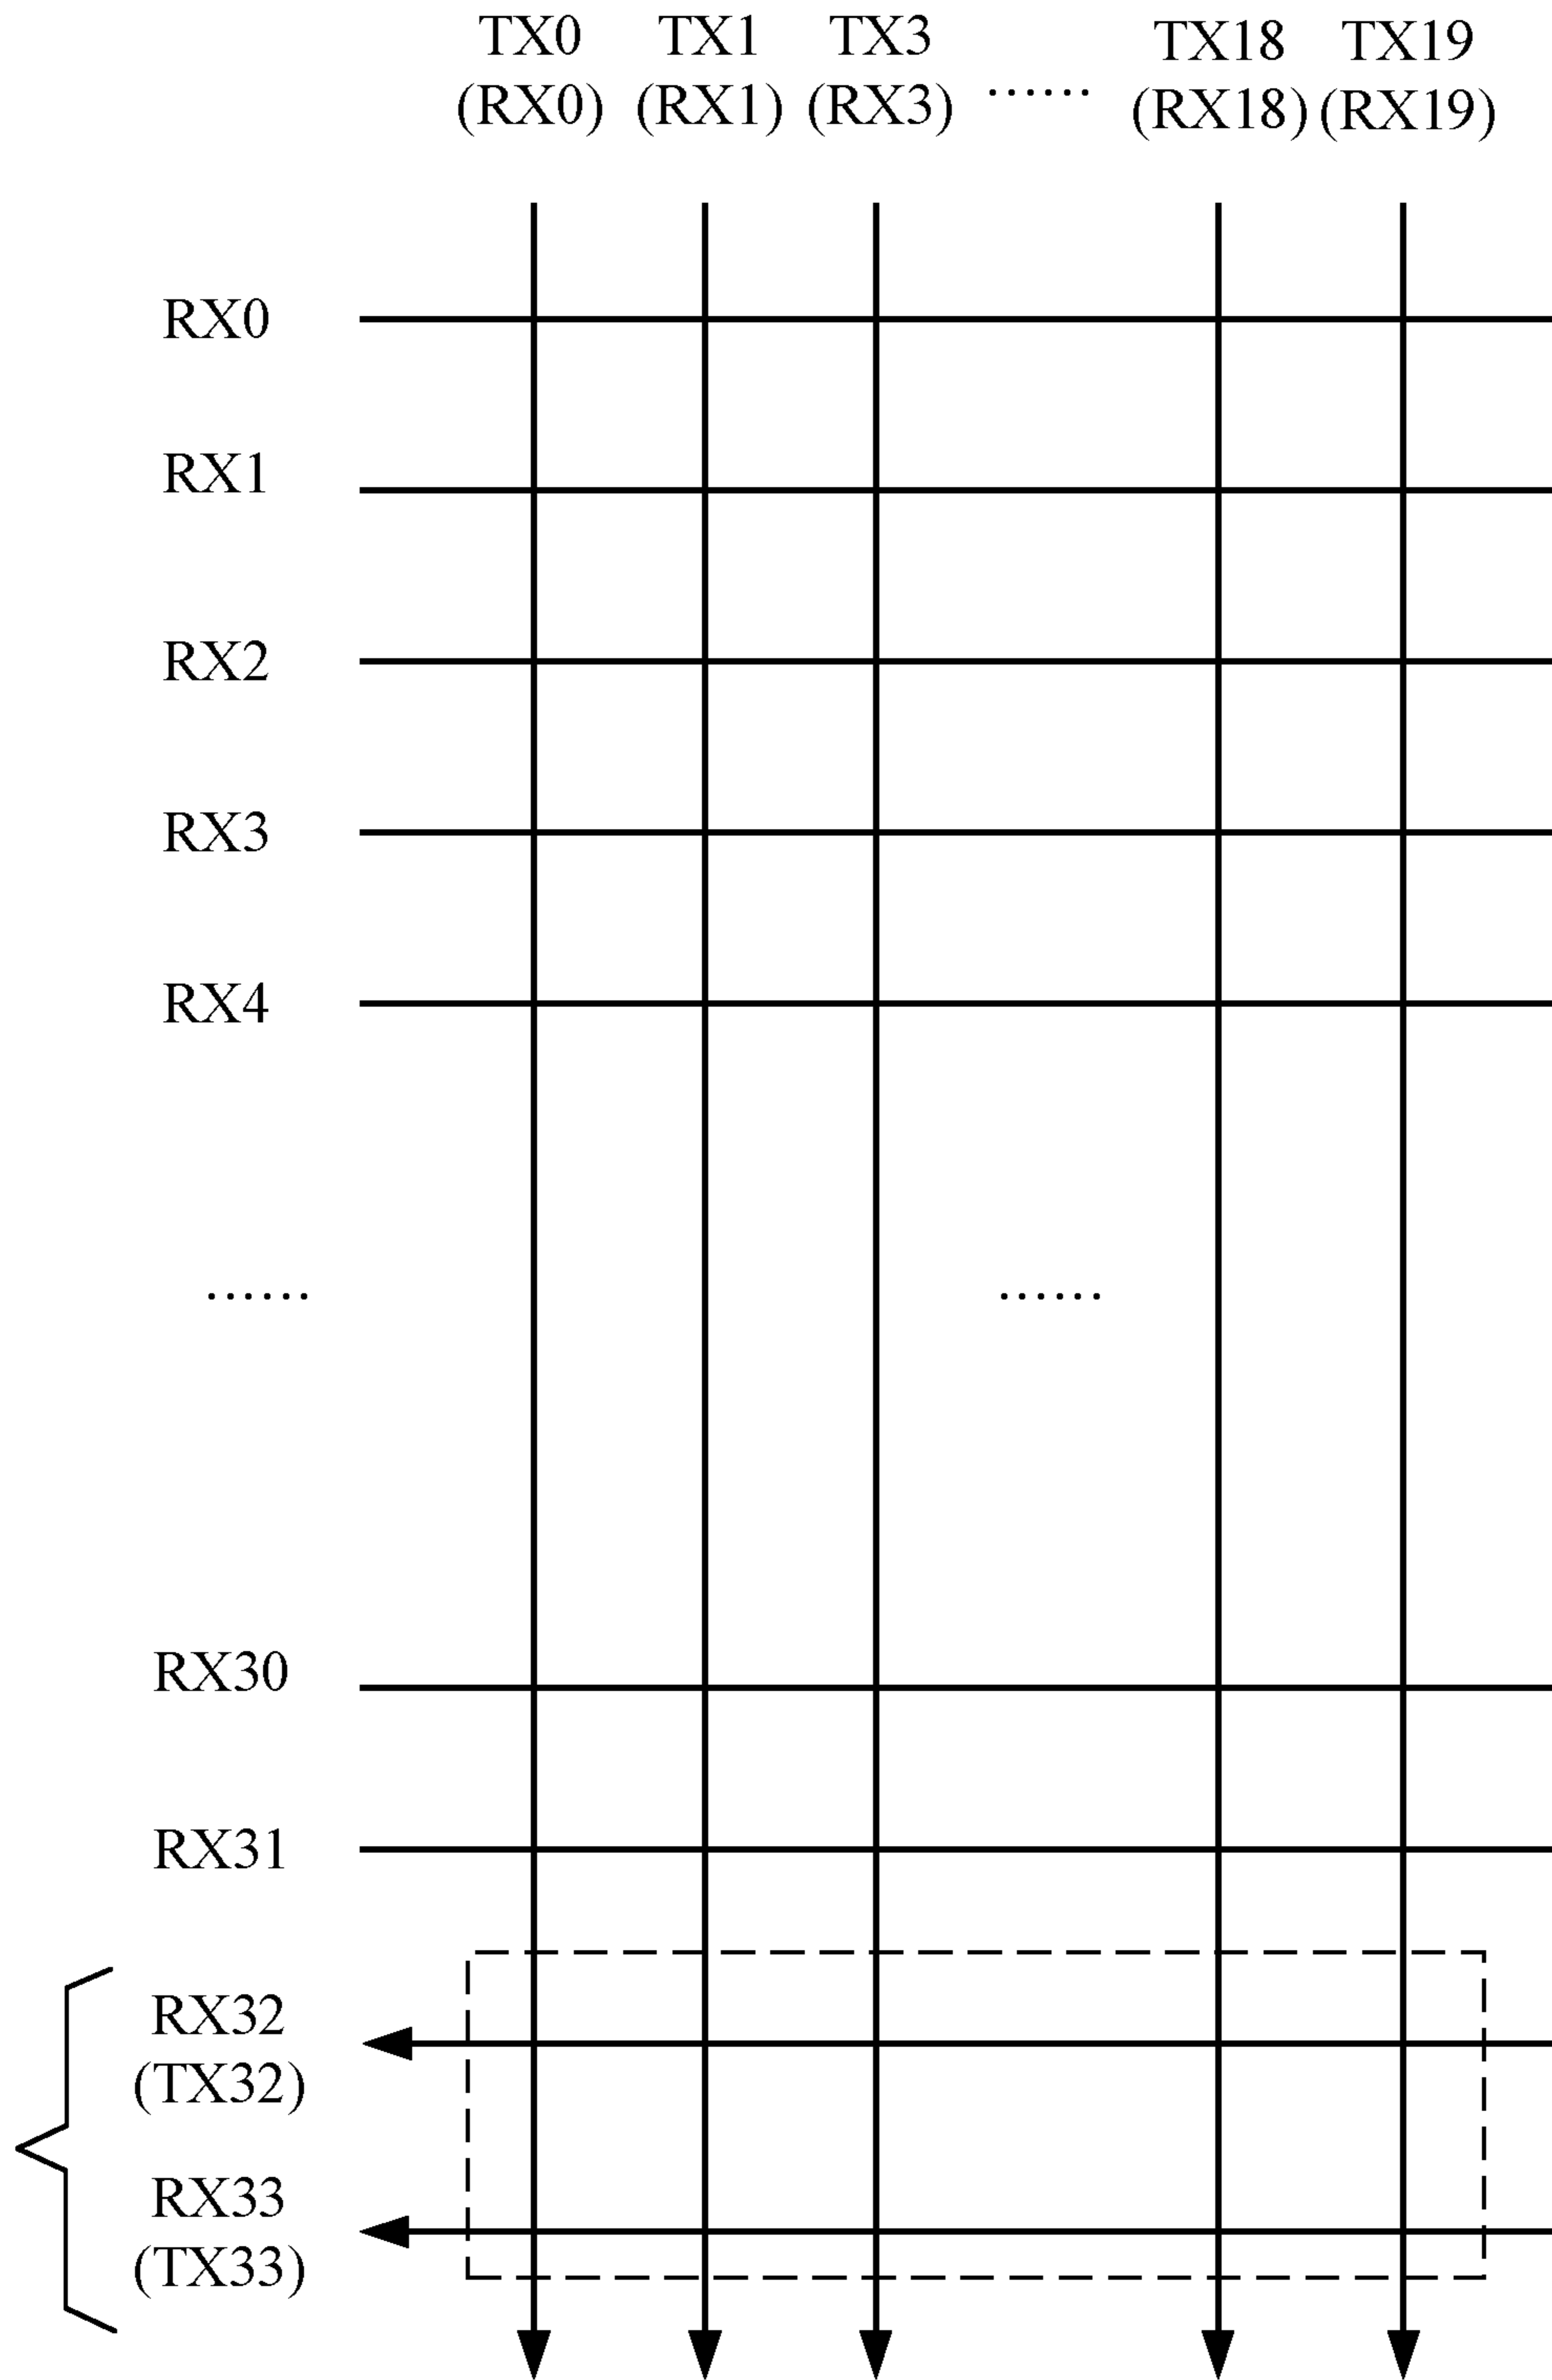 TX0 TX1 TX3 TX18 TX19
(RX0) (RX1) (RX3) ...... (RX18) (RX19)
RX0
RX1
RX2
RX3
RX4
...... ......
RX30
RX31
RX32
(TX32)
RX33
(TX33)